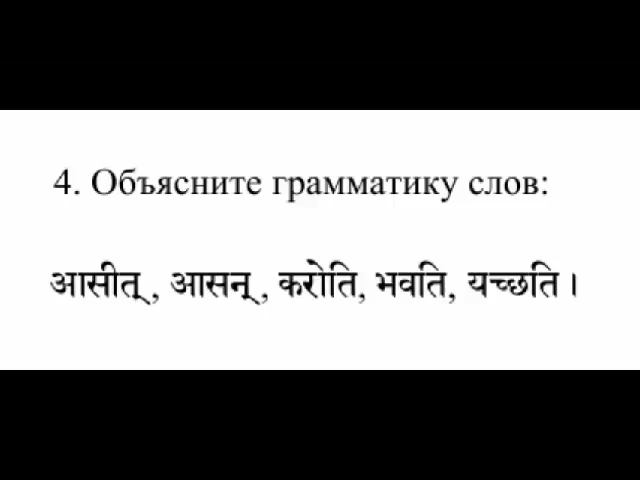 4. Объясните грамматику слов:
आसीत् , आसन् , करोति, भवति, यच्छति ।